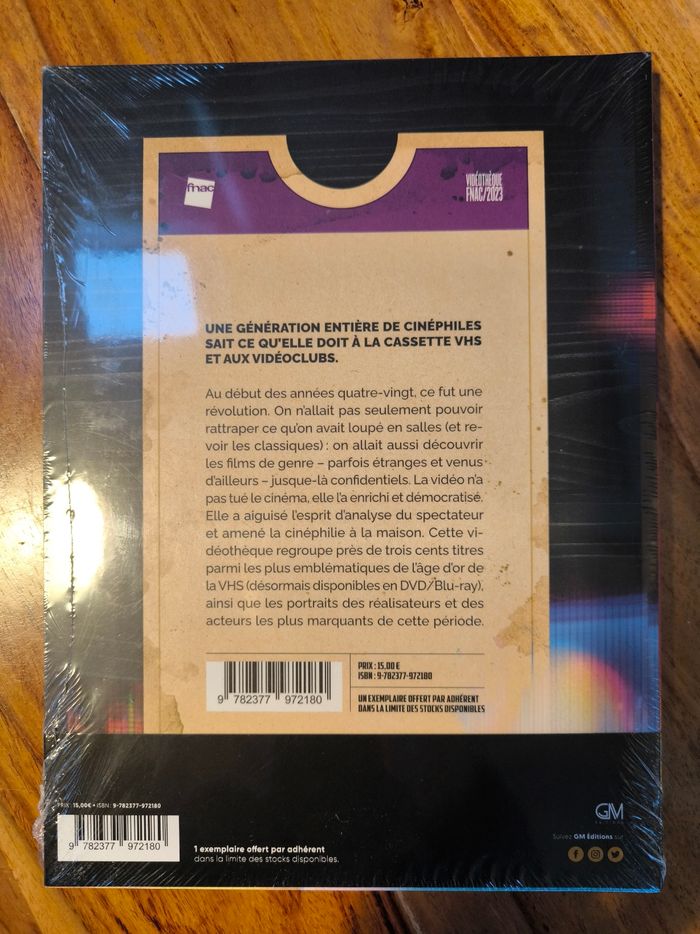 fnac
VIDÉOTHÈQUE
FNAC/2023
UNE GÉNÉRATION ENTIÈRE DE CINÉPHILES
SAIT CE QU'ELLE DOIT À LA CASSETTE VHS
ET AUX VIDÉOCLUBS.
Au début des années quatre-vingt, ce fut une
révolution. On n'allait pas seulement pouvoir
rattraper ce qu'on avait loupé en salles (et re-
voir les classiques) : on allait aussi découvrir
les films de genre – parfois étranges et venus
d'ailleurs – jusque-là confidentiels. La vidéo n'a
pas tué le cinéma, elle l'a enrichi et démocratisé.
Elle a aiguisé l'esprit d'analyse du spectateur
et amené la cinéphilie à la maison. Cette vi-
déothèque regroupe près de trois cents titres
parmi les plus emblématiques de l'âge d'or de
la VHS (désormais disponibles en DVD/Blu-ray),
ainsi que les portraits des réalisateurs et des
acteurs les plus marquants de cette période.
9 782377 972180
PRIX : 15,00 €
ISBN : 9-782377-972180
UN EXEMPLAIRE OFFERT PAR ADHÉRENT
DANS LA LIMITE DES STOCKS DISPONIBLES
PRIX : 15,00€ • ISBN : 9-782377-972180
9 782377 972180
1 exemplaire offert par adhérent
dans la limite des stocks disponibles.
GM
Suivez GM Éditions sur